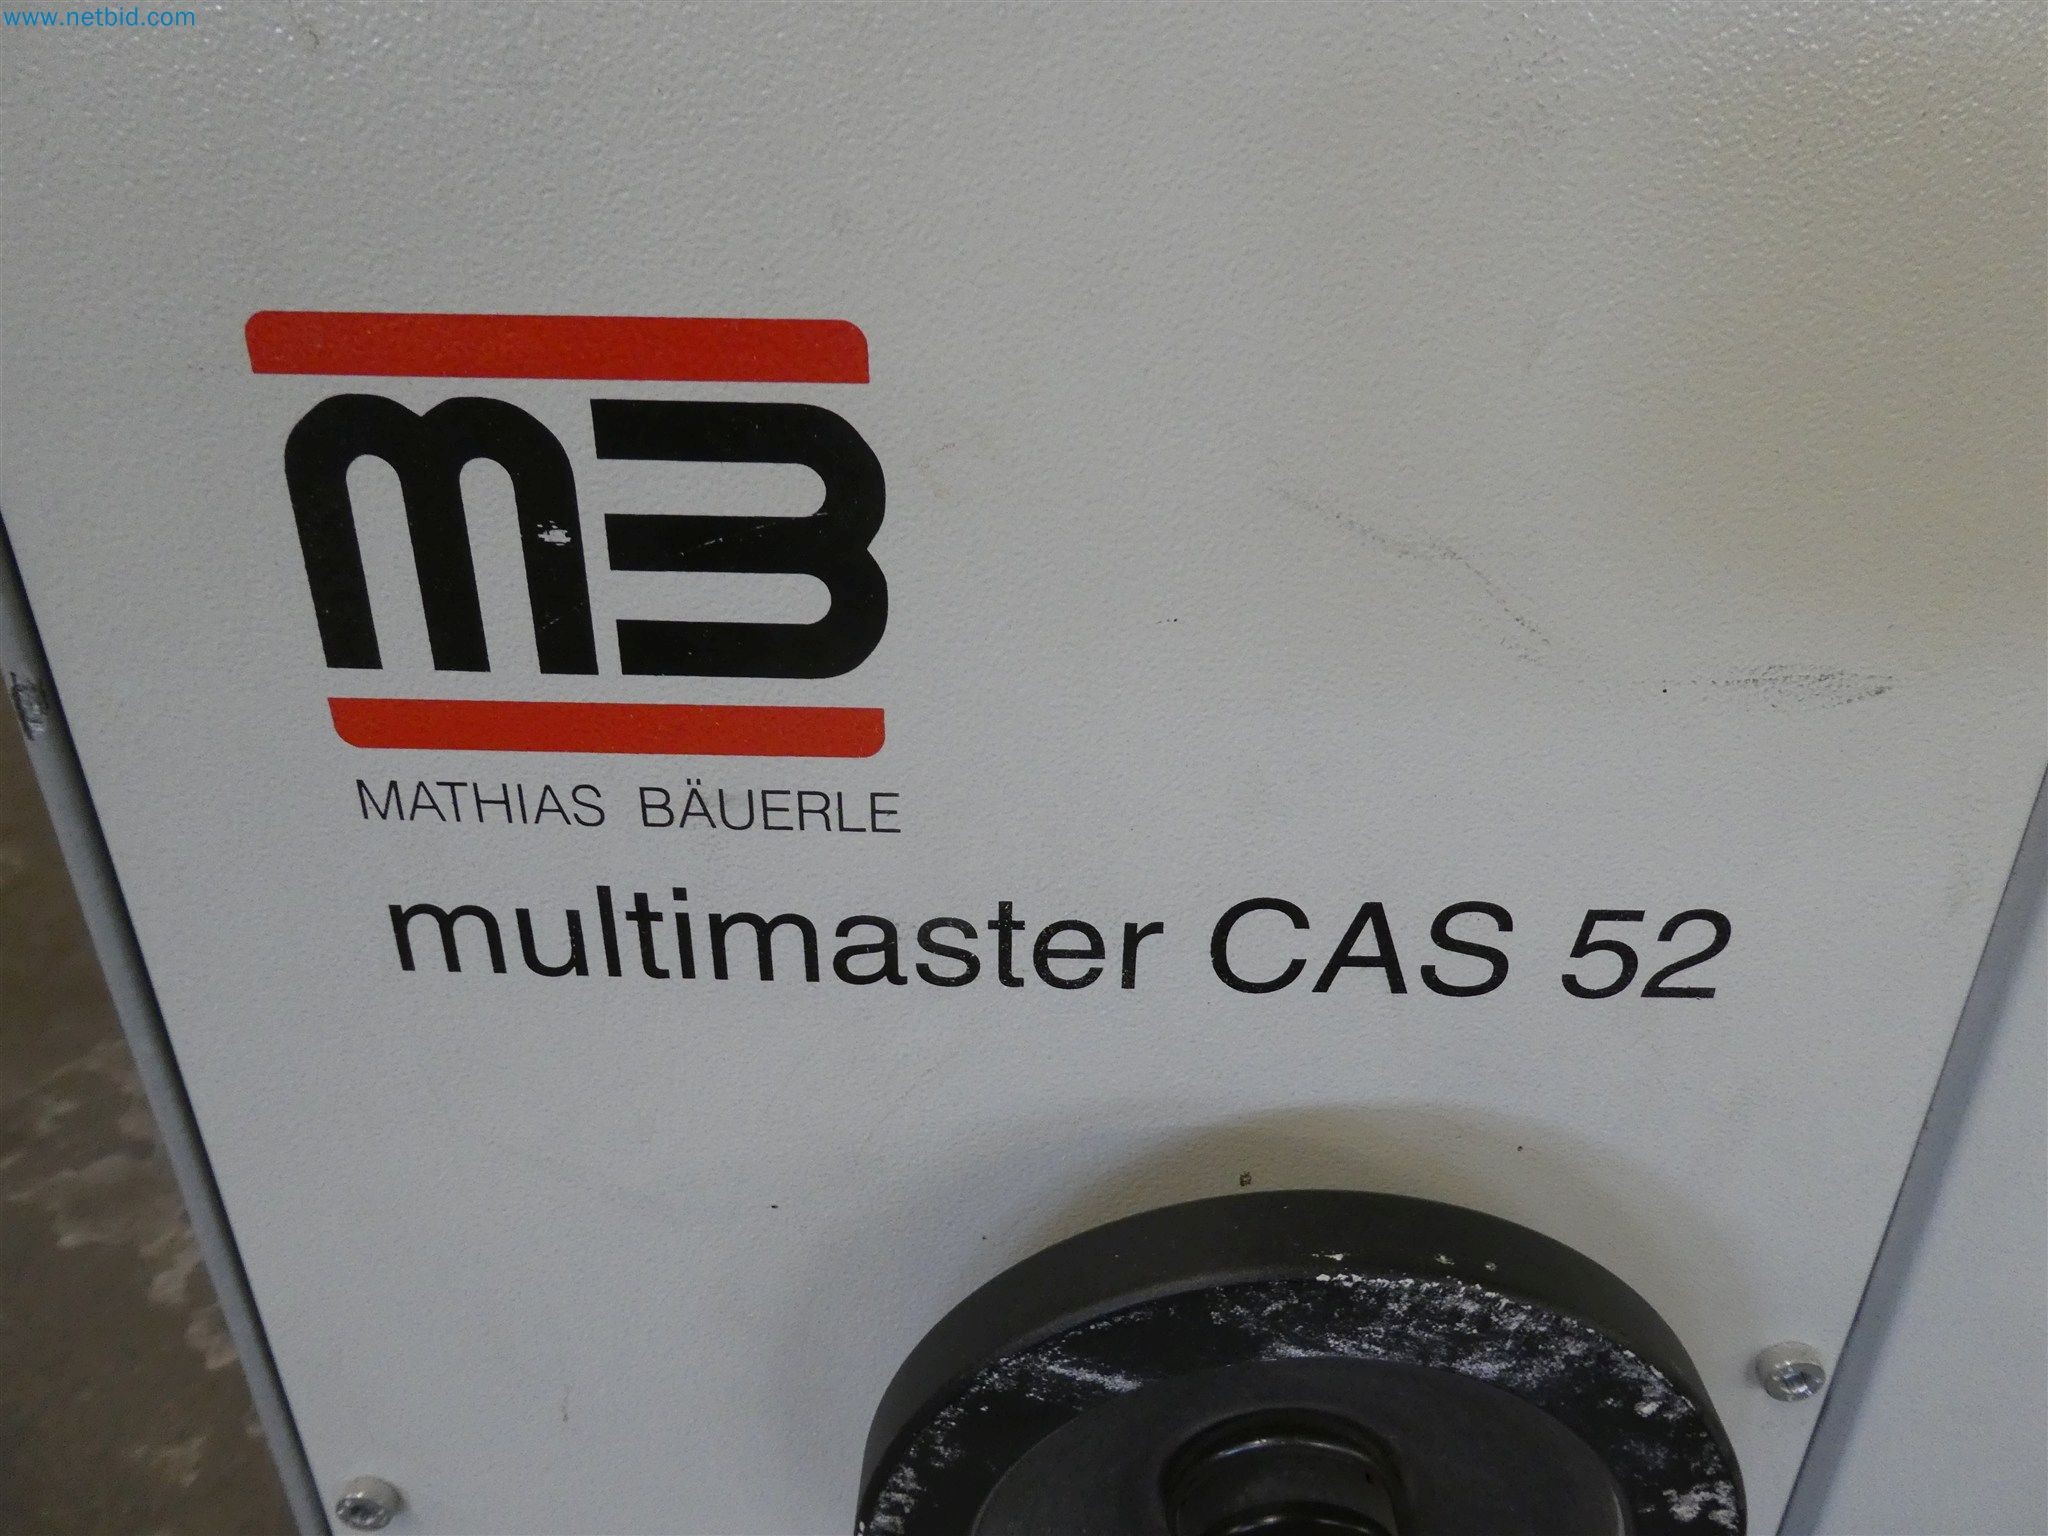 www.netbid.com
mB
MATHIAS BÄUERLE
multimaster CAS 52